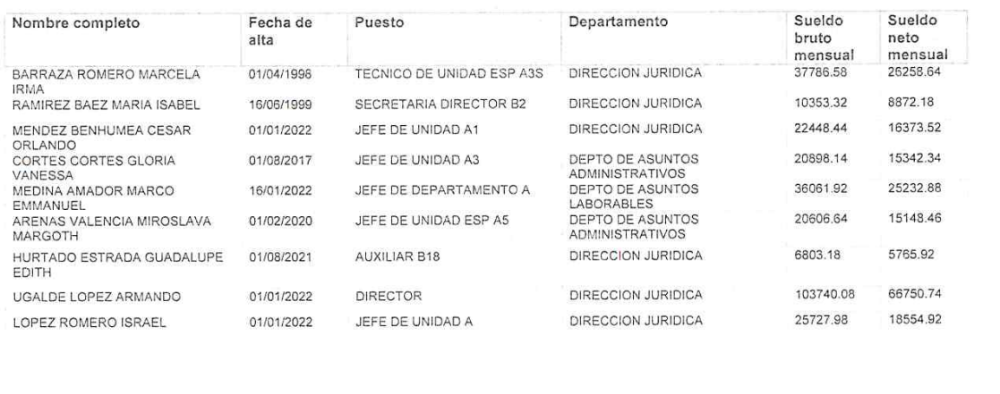 Nombre completo Fecha de alta Puesto Departamento Sueldo bruto mensual Sueldo neto mensual
BARRAZA ROMERO MARCELA IRMA 01/04/1996 TECNICO DE UNIDAD ESP A3S DIRECCION JURIDICA 37786.58 26258.64
RAMIREZ BAEZ MARIA ISABEL 16/06/1999 SECRETARIA DIRECTOR B2 DIRECCION JURIDICA 10353.32 8872.18
MENDEZ BENHUMEA CESAR ORLANDO 01/01/2022 JEFE DE UNIDAD A1 DIRECCION JURIDICA 22448.44 16373.52
CORTES CORTES GLORIA VANESSA 01/08/2017 JEFE DE UNIDAD A3 DEPTO DE ASUNTOS ADMINISTRATIVOS 20898.14 15342.34
MEDINA AMADOR MARCO EMMANUEL 16/01/2022 JEFE DE DEPARTAMENTO A DEPTO DE ASUNTOS LABORABLES 36061.92 25232.88
ARENAS VALENCIA MIROSLAVA MARGOTH 01/02/2020 JEFE DE UNIDAD ESP A5 DEPTO DE ASUNTOS ADMINISTRATIVOS 20606.64 15148.46
HURTADO ESTRADA GUADALUPE EDITH 01/08/2021 AUXILIAR B18 DIRECCION JURIDICA 6803.18 5765.92
UGALDE LOPEZ ARMANDO 01/01/2022 DIRECTOR DIRECCION JURIDICA 103740.08 66750.74
LOPEZ ROMERO ISRAEL 01/01/2022 JEFE DE UNIDAD A DIRECCION JURIDICA 25727.98 18554.92